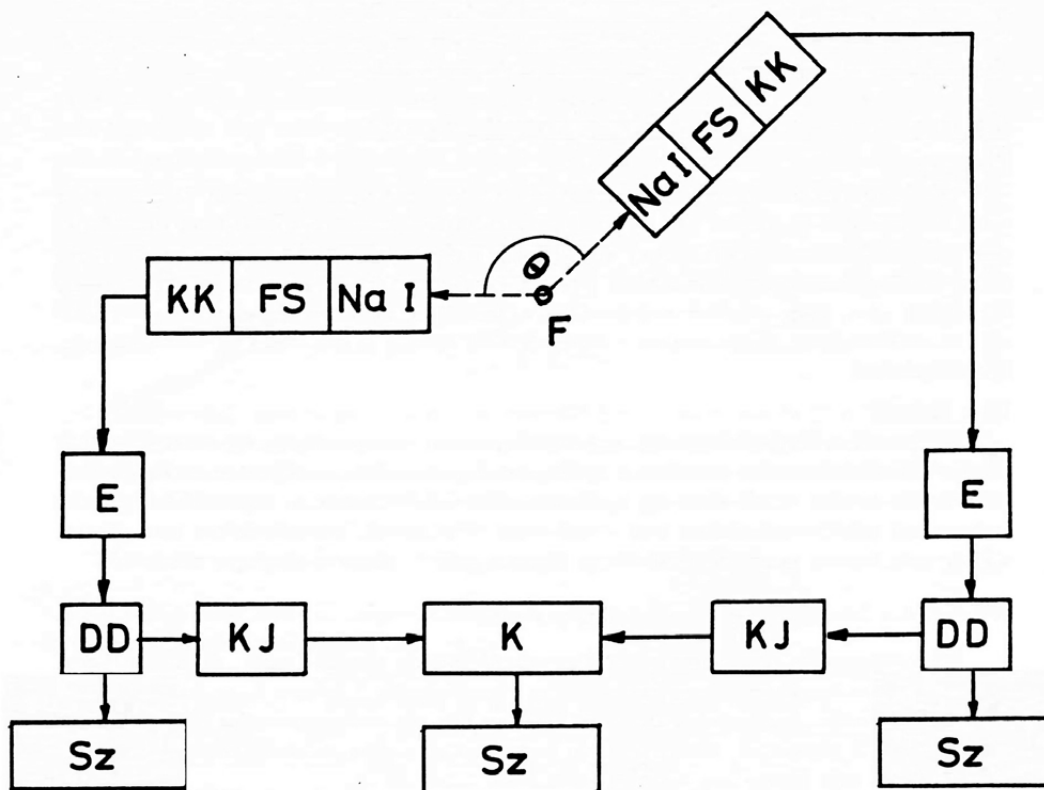 NaI FS KK
Θ
KK FS NaI
F
E E
DD KJ K KJ DD
Sz Sz Sz